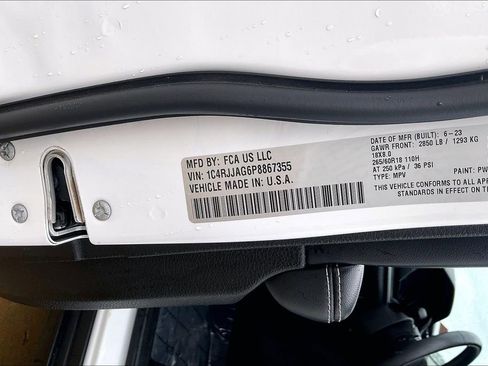 MFD BY: FCA US LLC
VIN: 1C4RJJAG6P8867355
VEHICLE MADE IN U.S.A.
DATE OF MFR (BUILT): 6-23
GAWR FRONT: 2850 LB / 1293 KG
18X8.0
265/60R18 110H
AT 250 kPa / 36 PSI
TYPE: MPV
PAINT: PW
THIS VEHICLE CONFORMS TO ALL APPLICABLE
STANDARDS IN EFFECT ON THE